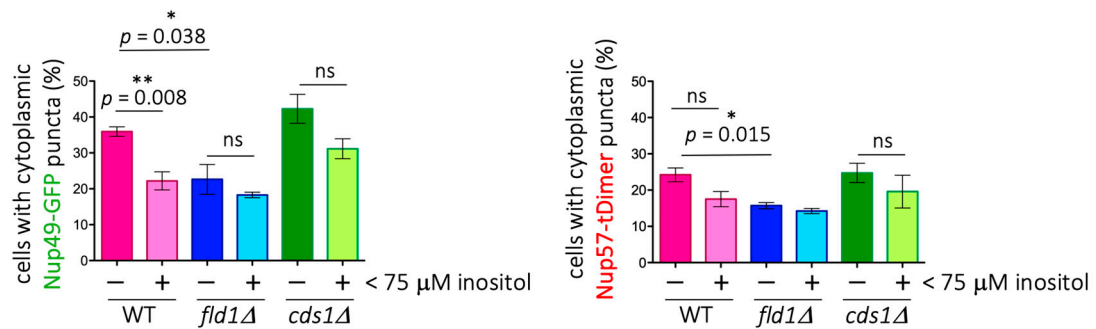 *
p = 0.038
**
p = 0.008
ns
ns
cells with cytoplasmic
Nup49-GFP puncta (%)
50
40
30
20
10
0
− + − + − + < 75 µM inositol
WT fld1Δ cds1Δ
ns
*
p = 0.015
ns
cells with cytoplasmic
Nup57-tDimer puncta (%)
50
40
30
20
10
0
− + − + − + < 75 µM inositol
WT fld1Δ cds1Δ